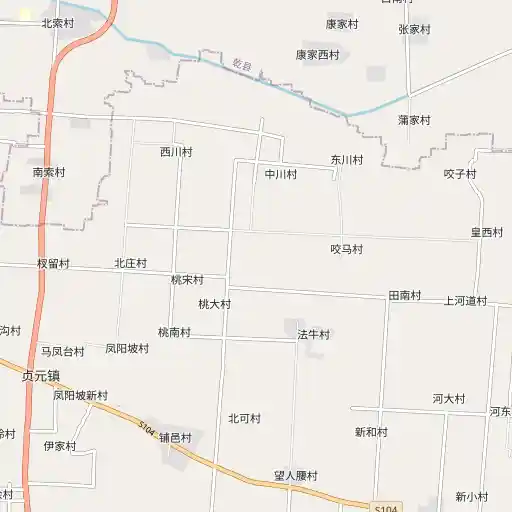 北索村
康家村
张家村
康家西村
乾县
蒲家村
西川村
东川村
中川村
南索村
咬子村
皇西村
咬马村
杈留村
北庄村
桃宋村
田南村
上河道村
桃大村
桃南村
法牛村
沟村
马凤台村
凤阳坡村
贞元镇
凤阳坡新村
河大村
河东
北可村
S104
新和村
伊家村
铺邑村
望人腰村
新小村
S104